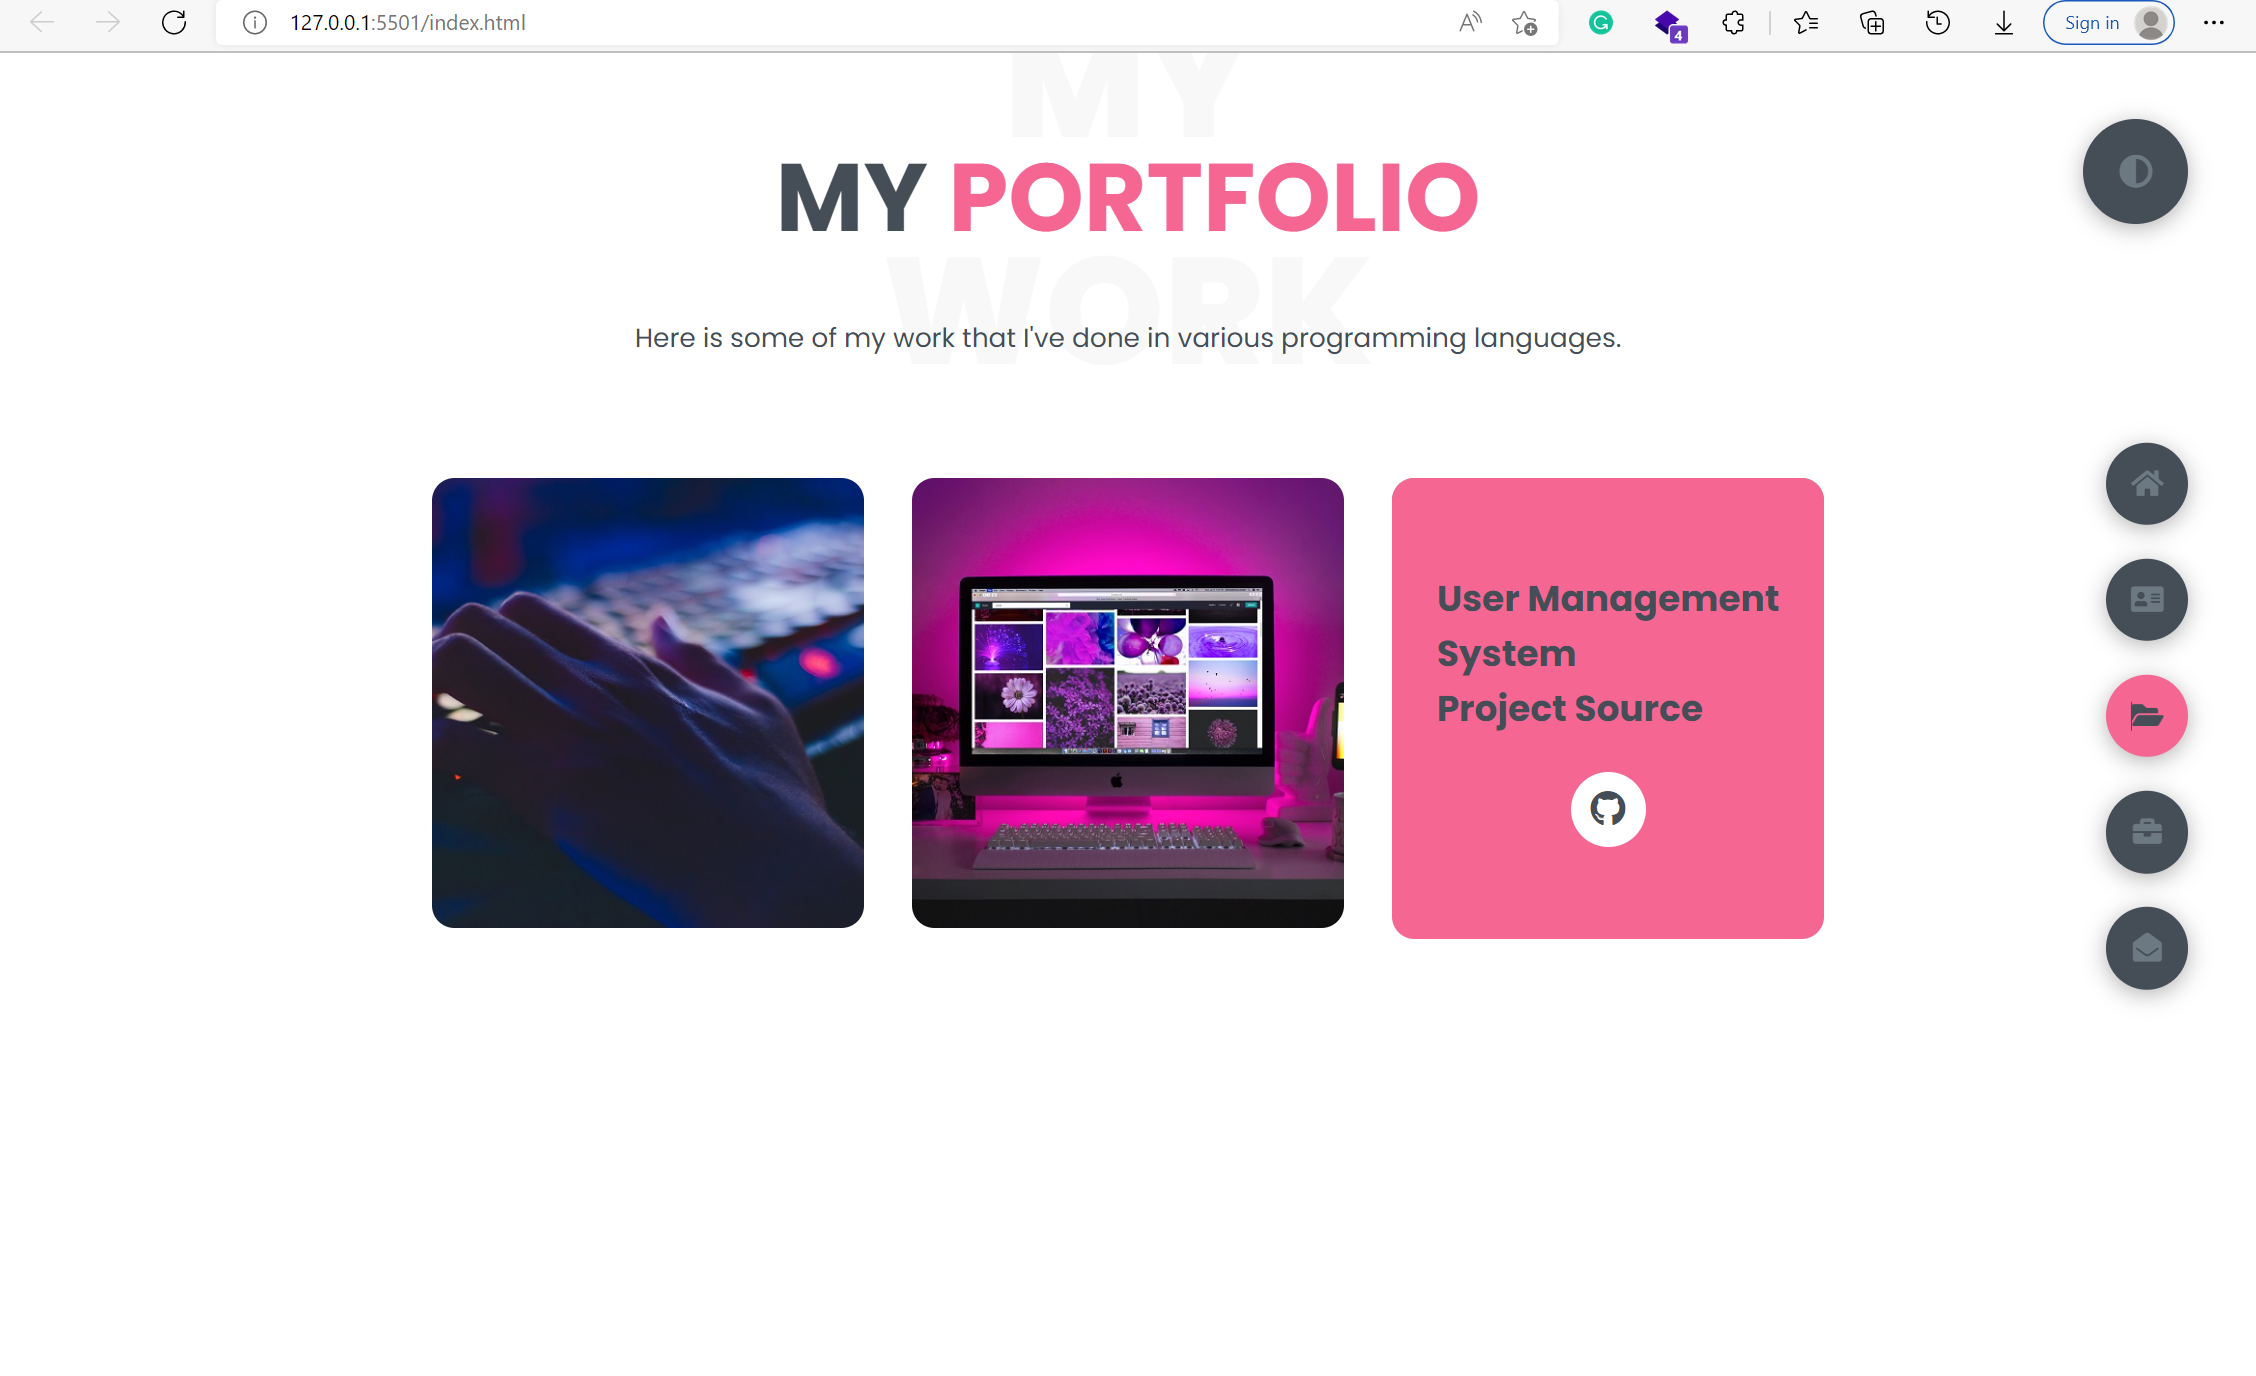 127.0.0.1:5501/index.html
4
Sign in
MY
MY PORTFOLIO
WORK
Here is some of my work that I've done in various programming languages.
User Management
System
Project Source